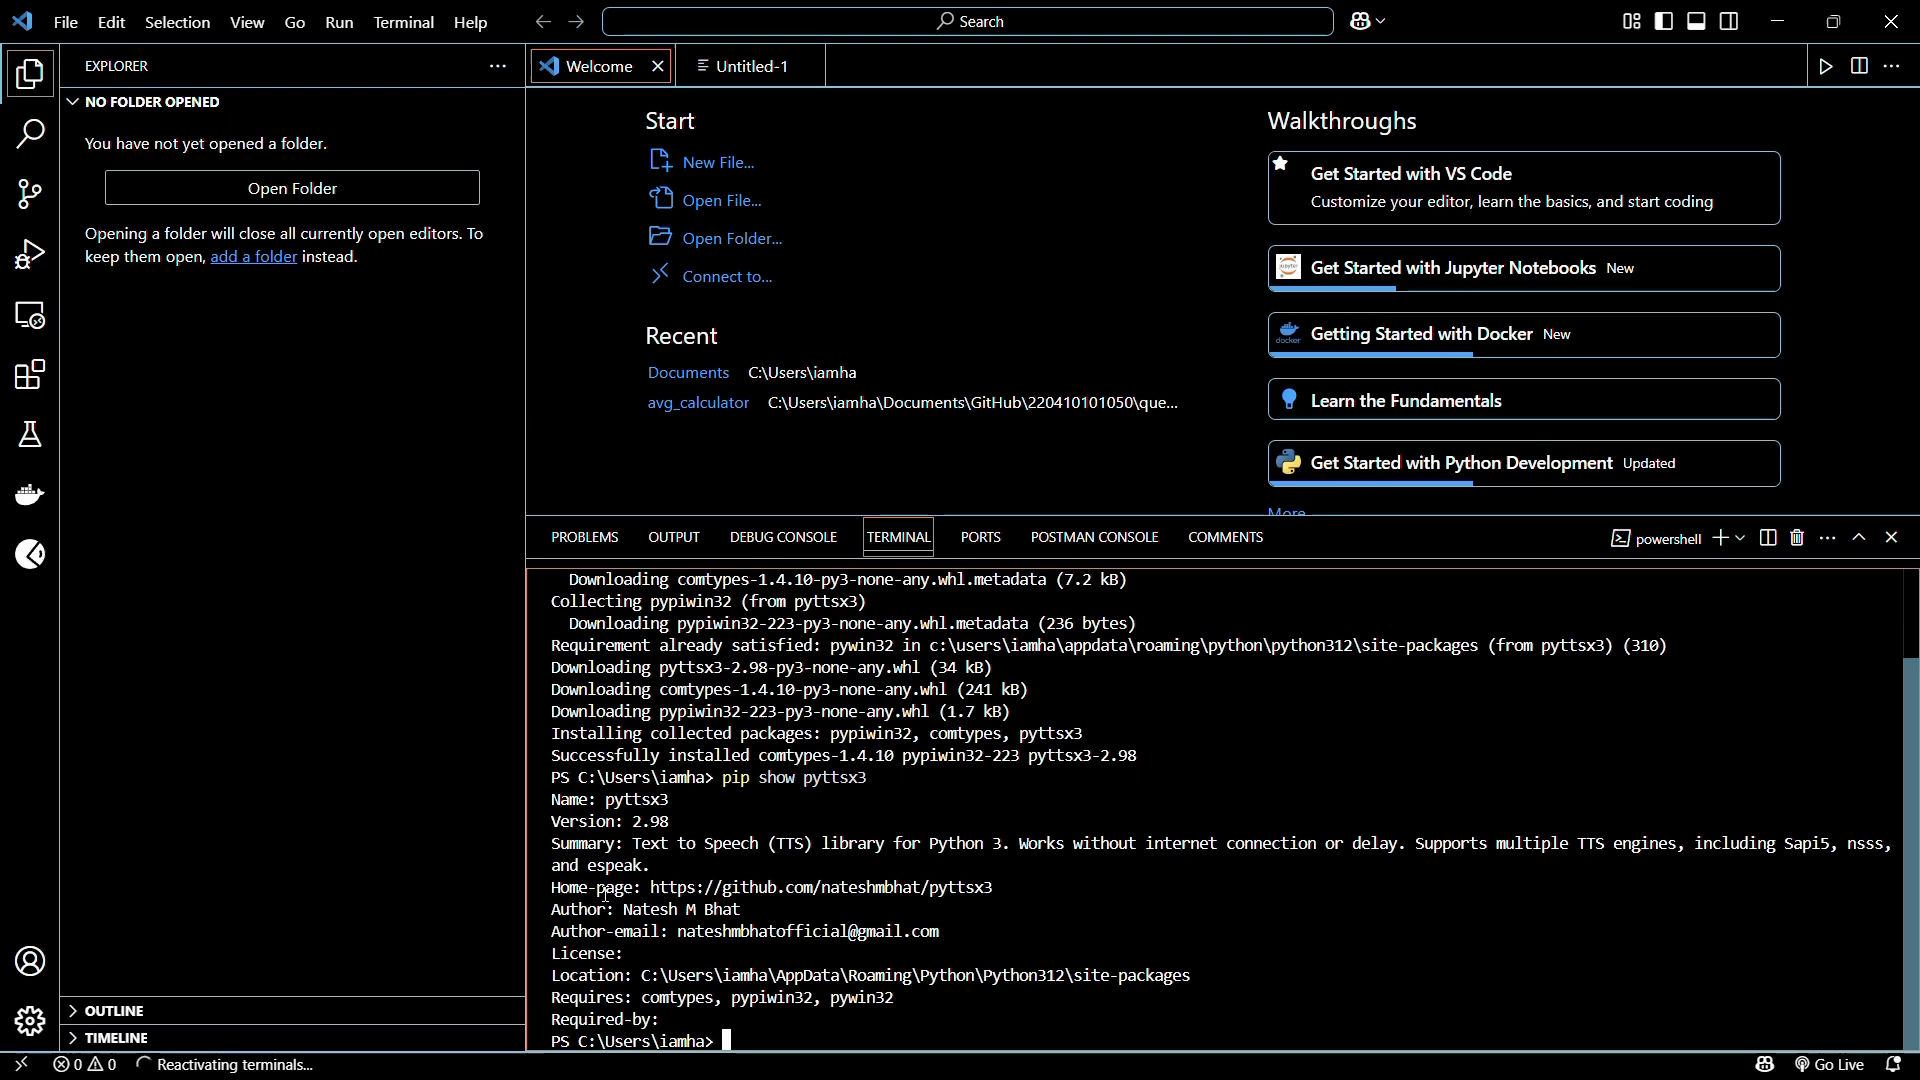 File Edit Selection View Go Run Terminal Help
Search
EXPLORER
NO FOLDER OPENED
You have not yet opened a folder.
Open Folder
Opening a folder will close all currently open editors. To
keep them open, add a folder instead.
OUTLINE
TIMELINE
Welcome
Untitled-1
Start
New File...
Open File...
Open Folder...
Connect to...
Recent
Documents C:\Users\iamha
avg_calculator C:\Users\iamha\Documents\GitHub\220410101050\que...
Walkthroughs
Get Started with VS Code
Customize your editor, learn the basics, and start coding
Get Started with Jupyter Notebooks New
Getting Started with Docker New
Learn the Fundamentals
Get Started with Python Development Updated
More...
PROBLEMS OUTPUT DEBUG CONSOLE TERMINAL PORTS POSTMAN CONSOLE COMMENTS
powershell
Downloading comtypes-1.4.10-py3-none-any.whl.metadata (7.2 kB)
Collecting pypiwin32 (from pyttsx3)
Downloading pypiwin32-223-py3-none-any.whl.metadata (236 bytes)
Requirement already satisfied: pywin32 in c:\users\iamha\appdata\roaming\python\python312\site-packages (from pyttsx3) (310)
Downloading pyttsx3-2.98-py3-none-any.whl (34 kB)
Downloading comtypes-1.4.10-py3-none-any.whl (241 kB)
Downloading pypiwin32-223-py3-none-any.whl (1.7 kB)
Installing collected packages: pypiwin32, comtypes, pyttsx3
Successfully installed comtypes-1.4.10 pypiwin32-223 pyttsx3-2.98
PS C:\Users\iamha> pip show pyttsx3
Name: pyttsx3
Version: 2.98
Summary: Text to Speech (TTS) library for Python 3. Works without internet connection or delay. Supports multiple TTS engines, including Sapi5, nsss,
and espeak.
Home-page: https://github.com/nateshmbhat/pyttsx3
Author: Natesh M Bhat
Author-email: nateshmbhatofficial@gmail.com
License:
Location: C:\Users\iamha\AppData\Roaming\Python\Python312\site-packages
Requires: comtypes, pypiwin32, pywin32
Required-by:
PS C:\Users\iamha>
0 0 Reactivating terminals...
Go Live